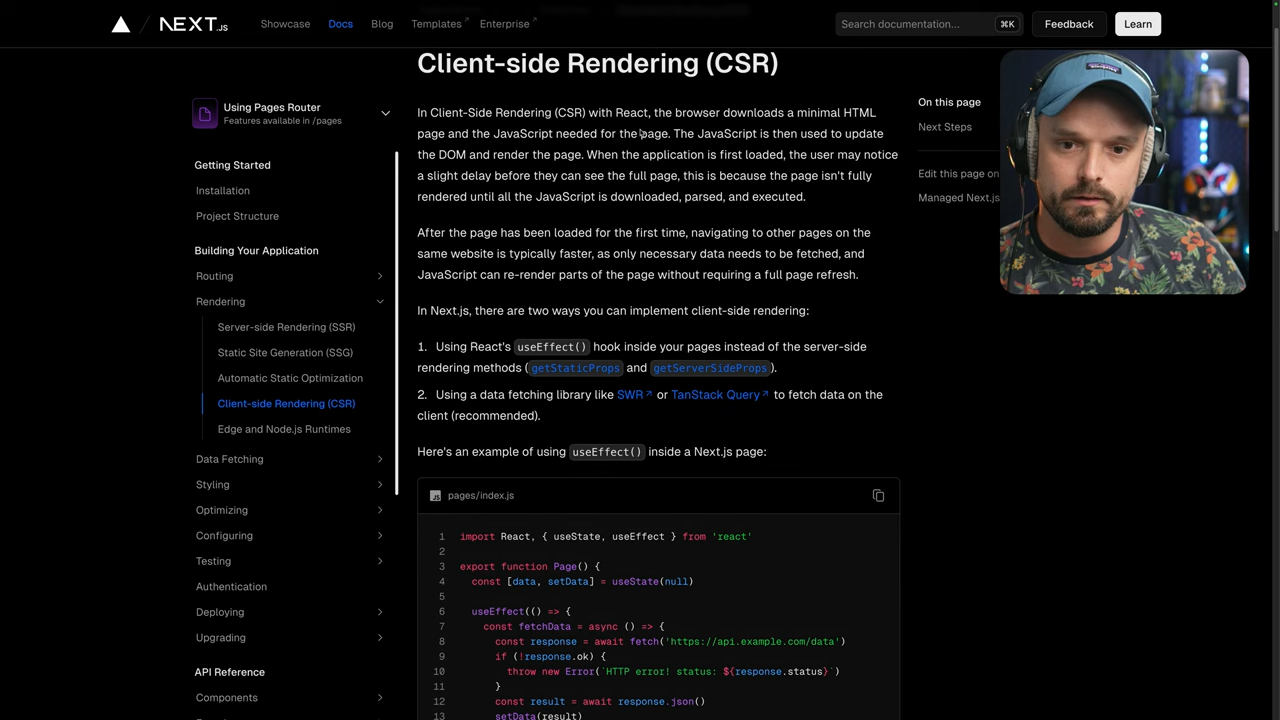 NEXT.JS
Showcase
Docs
Blog
Templates
Enterprise
Search documentation...
⌘K
Feedback
Learn
Using Pages Router
Features available in /pages
Getting Started
Installation
Project Structure
Building Your Application
Routing
Rendering
Server-side Rendering (SSR)
Static Site Generation (SSG)
Automatic Static Optimization
Client-side Rendering (CSR)
Edge and Node.js Runtimes
Data Fetching
Styling
Optimizing
Configuring
Testing
Authentication
Deploying
Upgrading
API Reference
Components
Client-side Rendering (CSR)
In Client-Side Rendering (CSR) with React, the browser downloads a minimal HTML
page and the JavaScript needed for the page. The JavaScript is then used to update
the DOM and render the page. When the application is first loaded, the user may notice
a slight delay before they can see the full page, this is because the page isn't fully
rendered until all the JavaScript is downloaded, parsed, and executed.
After the page has been loaded for the first time, navigating to other pages on the
same website is typically faster, as only necessary data needs to be fetched, and
JavaScript can re-render parts of the page without requiring a full page refresh.
In Next.js, there are two ways you can implement client-side rendering:
1. Using React's useEffect() hook inside your pages instead of the server-side
rendering methods (getStaticProps and getServerSideProps).
2. Using a data fetching library like SWR or TanStack Query to fetch data on the
client (recommended).
Here's an example of using useEffect() inside a Next.js page:
JS pages/index.js
1 import React, { useState, useEffect } from 'react'
2
3 export function Page() {
4 const [data, setData] = useState(null)
5
6 useEffect(() => {
7 const fetchData = async () => {
8 const response = await fetch('https://api.example.com/data')
9 if (!response.ok) {
10 throw new Error(`HTTP error! status: ${response.status}`)
11 }
12 const result = await response.json()
13 setData(result)
On this page
Next Steps
Edit this page on
Managed Next.js